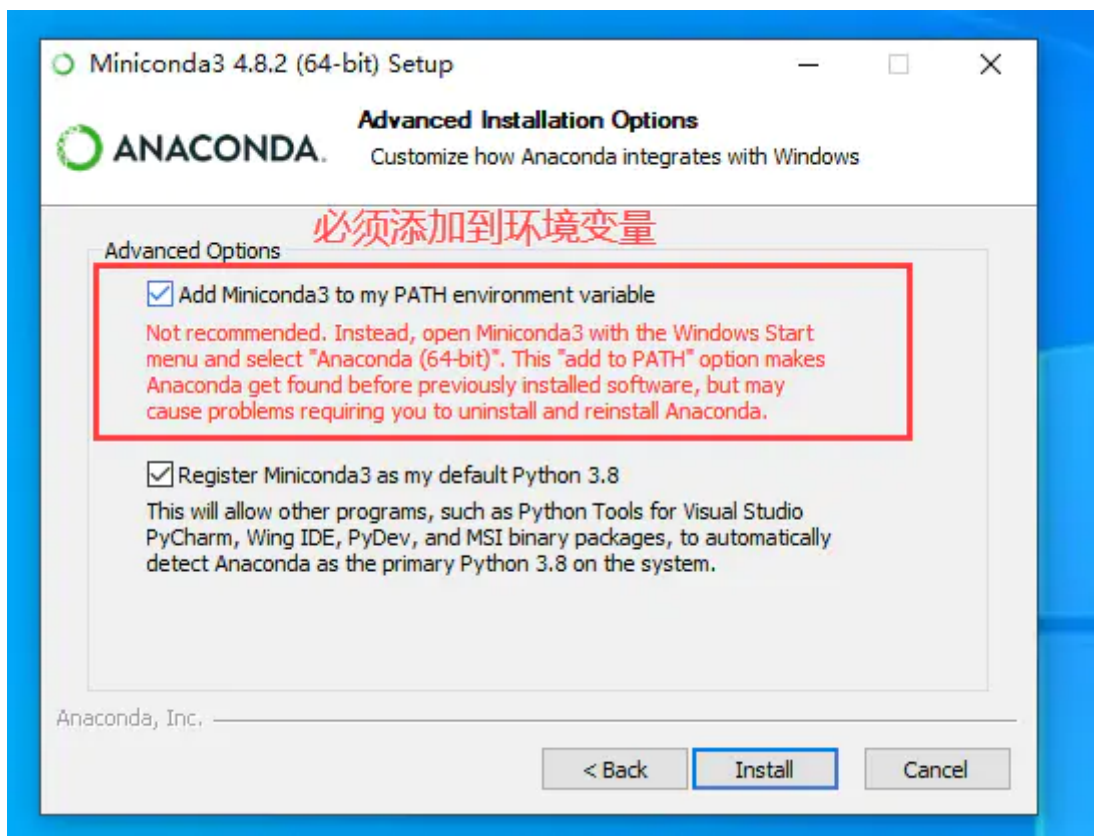 Miniconda3 4.8.2 (64-bit) Setup
ANACONDA.
Advanced Installation Options
Customize how Anaconda integrates with Windows
必须添加到环境变量
Advanced Options
Add Miniconda3 to my PATH environment variable
Not recommended. Instead, open Miniconda3 with the Windows Start
menu and select "Anaconda (64-bit)". This "add to PATH" option makes
Anaconda get found before previously installed software, but may
cause problems requiring you to uninstall and reinstall Anaconda.
Register Miniconda3 as my default Python 3.8
This will allow other programs, such as Python Tools for Visual Studio
PyCharm, Wing IDE, PyDev, and MSI binary packages, to automatically
detect Anaconda as the primary Python 3.8 on the system.
Anaconda, Inc.
< Back
Install
Cancel